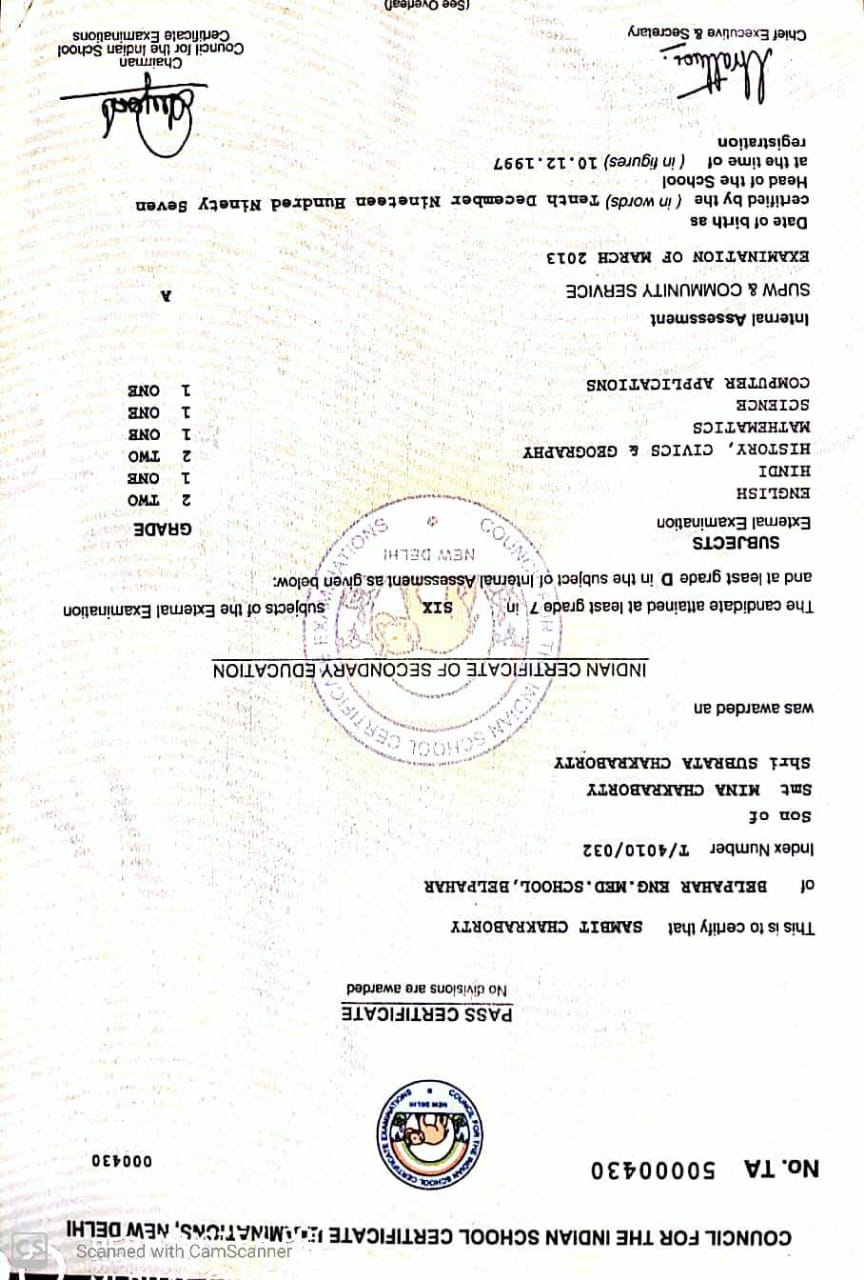 Scanned with CamScanner
CS
COUNCIL FOR THE INDIAN SCHOOL CERTIFICATE EXAMINATIONS, NEW DELHI
No. TA 50000430
000430
COUNCIL FOR THE INDIAN SCHOOL CERTIFICATE EXAMINATIONS
NEW DELHI
PASS CERTIFICATE
No divisions are awarded
This is to certify that SAMBIT CHAKRABORTY
of BELPAHAR ENG.MED.SCHOOL,BELPAHAR
Index Number T/4010/032
Son of
Smt MINA CHAKRABORTY
Shri SUBRATA CHAKRABORTY
was awarded an
INDIAN CERTIFICATE OF SECONDARY EDUCATION
The candidate attained at least grade 7 in SIX subjects of the External Examination
and at least grade D in the subject of Internal Assessment as given below:
COUNCIL FOR THE INDIAN SCHOOL CERTIFICATE EXAMINATIONS
NEW DELHI
SUBJECTS
External Examination GRADE
ENGLISH 2 TWO
HINDI 1 ONE
HISTORY, CIVICS & GEOGRAPHY 2 TWO
MATHEMATICS 1 ONE
SCIENCE 1 ONE
COMPUTER APPLICATIONS 1 ONE
Internal Assessment
SUPW & COMMUNITY SERVICE A
EXAMINATION OF MARCH 2013
Date of birth as
certified by the (in words) Tenth December Nineteen Hundred Ninety Seven
Head of the School
at the time of (in figures) 10.12.1997
registration
Chief Executive & Secretary
Chairman
Council for the Indian School
Certificate Examinations
(See Overleaf)